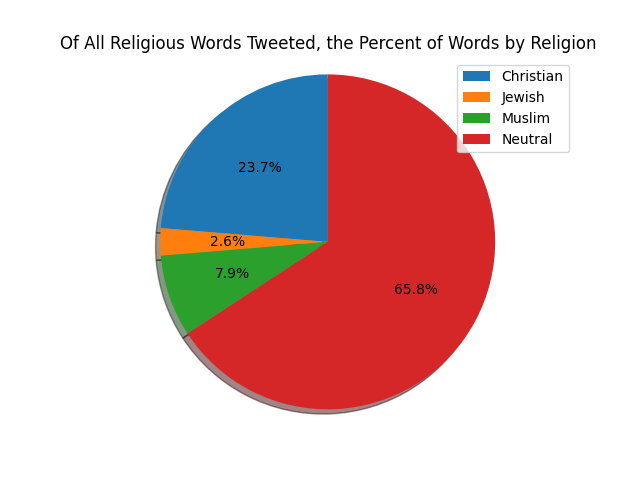 Of All Religious Words Tweeted, the Percent of Words by Religion
Christian
Jewish
Muslim
Neutral
23.7%
2.6%
7.9%
65.8%